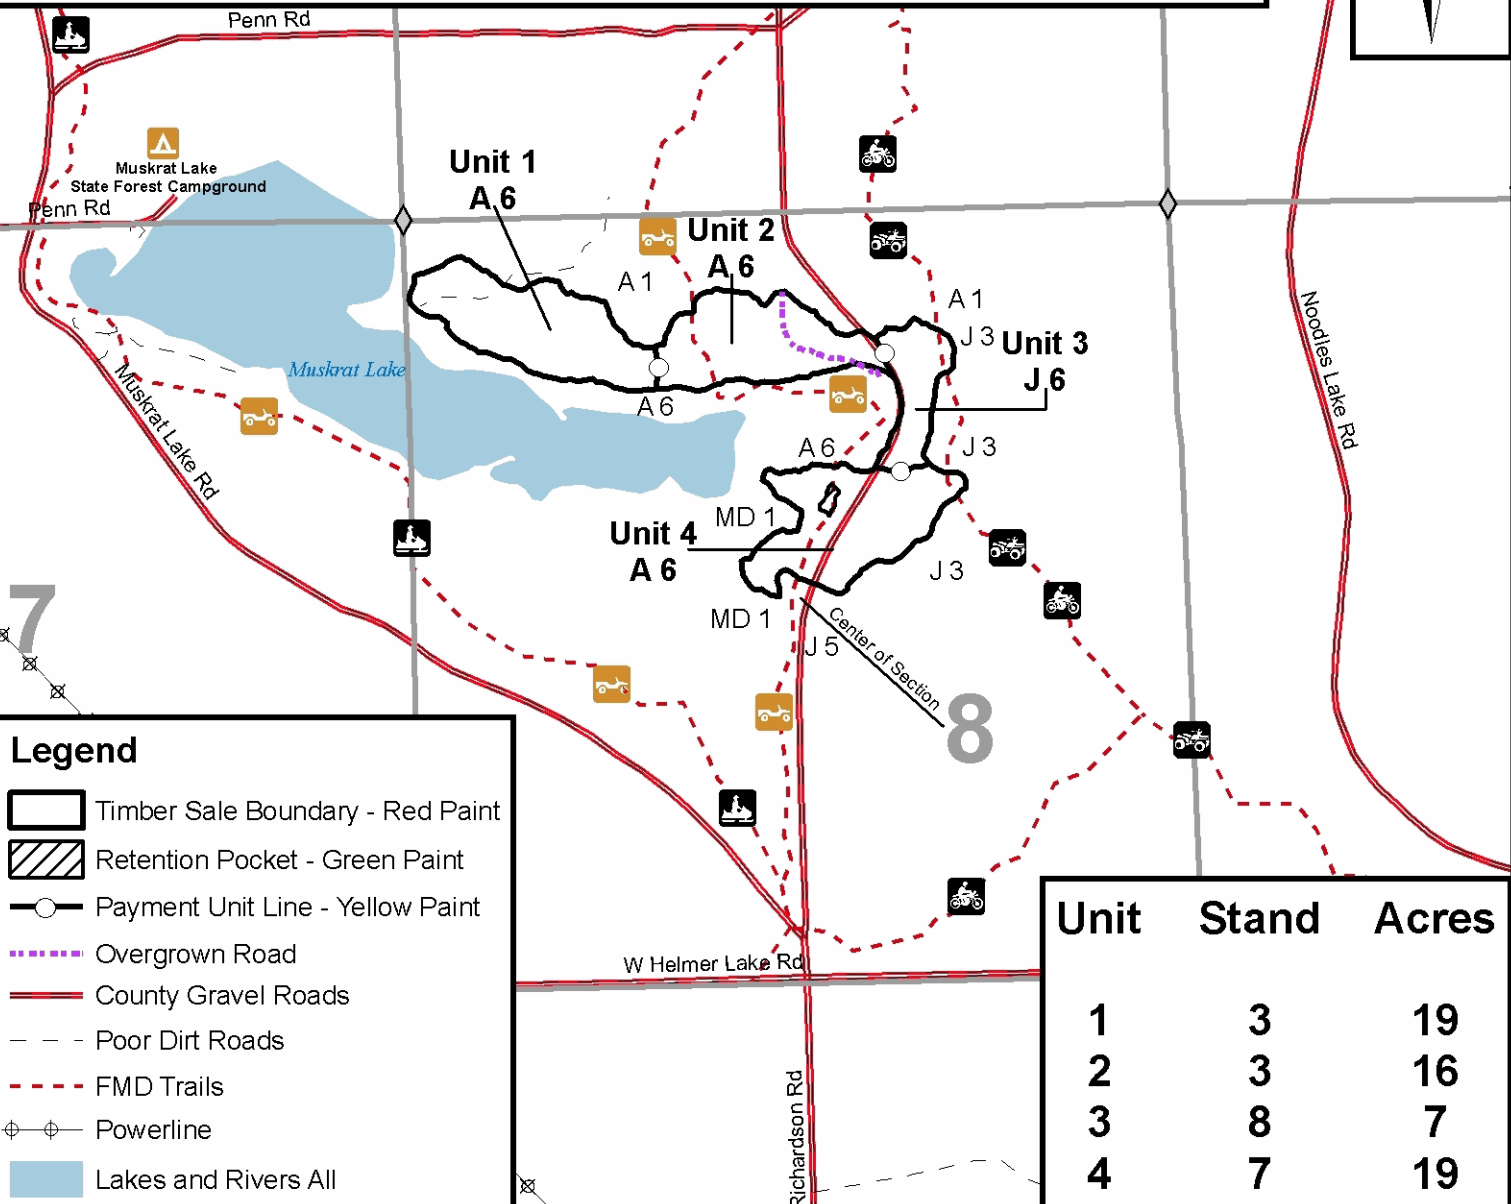 Penn Rd
Muskrat Lake
State Forest Campground
Penn Rd
Unit 1
A 6
Unit 2
A 6
A 1
A 1
J 3
Unit 3
J 6
Noodles Lake Rd
Muskrat Lake
Muskrat Lake Rd
A 6
A 6
J 3
MD 1
Unit 4
A 6
J 3
MD 1
J 5
Center of Section
7
8
Legend
Timber Sale Boundary - Red Paint
Retention Pocket - Green Paint
Payment Unit Line - Yellow Paint
Overgrown Road
County Gravel Roads
Poor Dirt Roads
FMD Trails
Powerline
Lakes and Rivers All
W Helmer Lake Rd
Richardson Rd
Unit Stand Acres
1 3 19
2 3 16
3 8 7
4 7 19